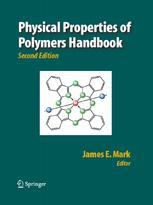 Physical Properties of
Polymers Handbook
Second Edition
James E. Mark
Editor
Springer